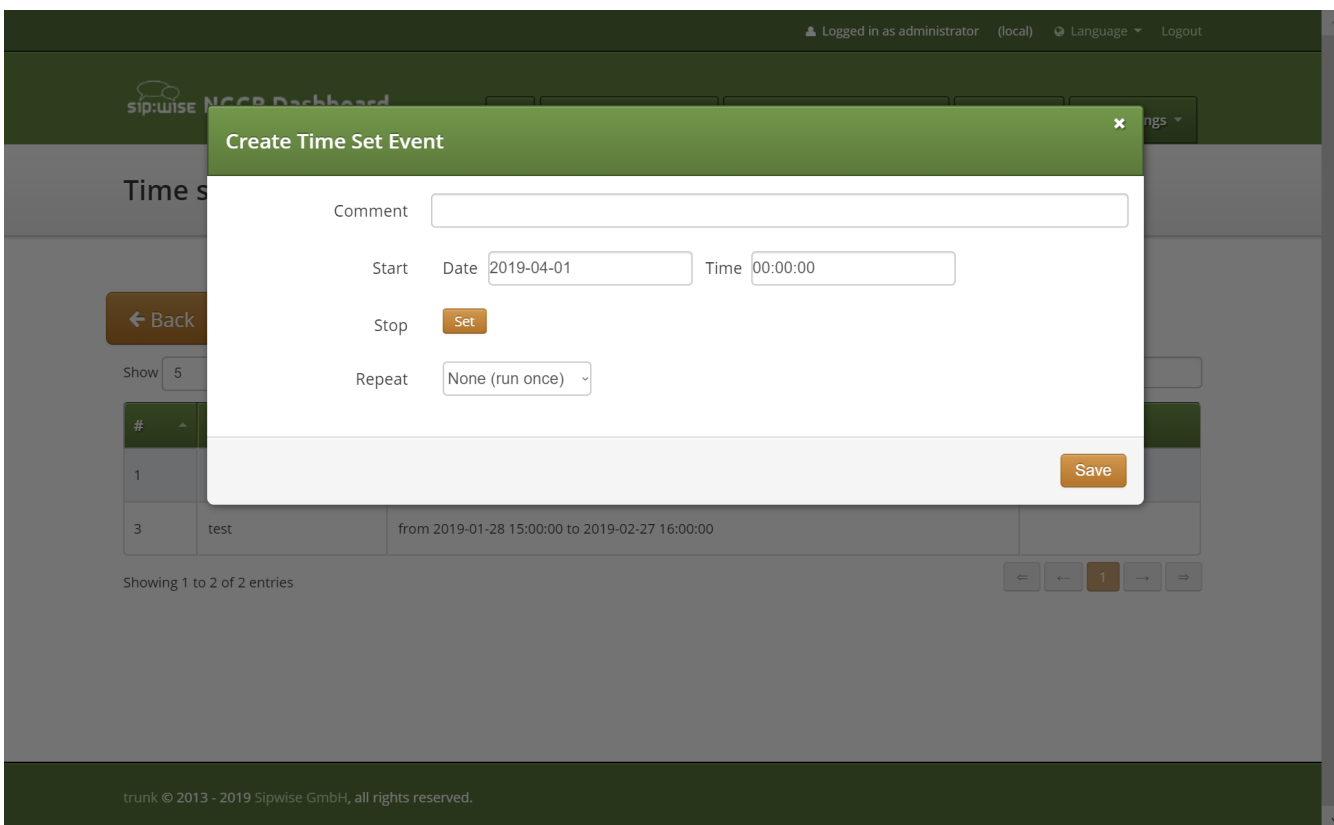 Logged in as administrator (local) Language Logout
sip:wise NGCP Dashboard
ngs
Create Time Set Event
Time s
Comment
Start Date 2019-04-01 Time 00:00:00
Back
Stop Set
Show 5
Repeat None (run once)
#
1
Save
3 test from 2019-01-28 15:00:00 to 2019-02-27 16:00:00
Showing 1 to 2 of 2 entries
⇐ ← 1 → ⇒
trunk © 2013 - 2019 Sipwise GmbH, all rights reserved.